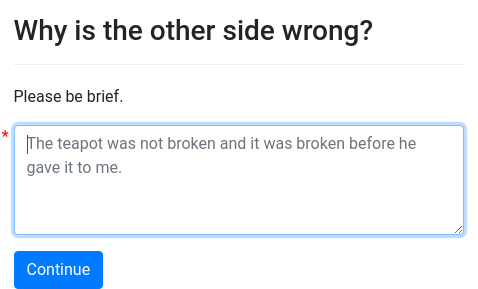 Why is the other side wrong?
Please be brief.
*
The teapot was not broken and it was broken before he
gave it to me.
Continue